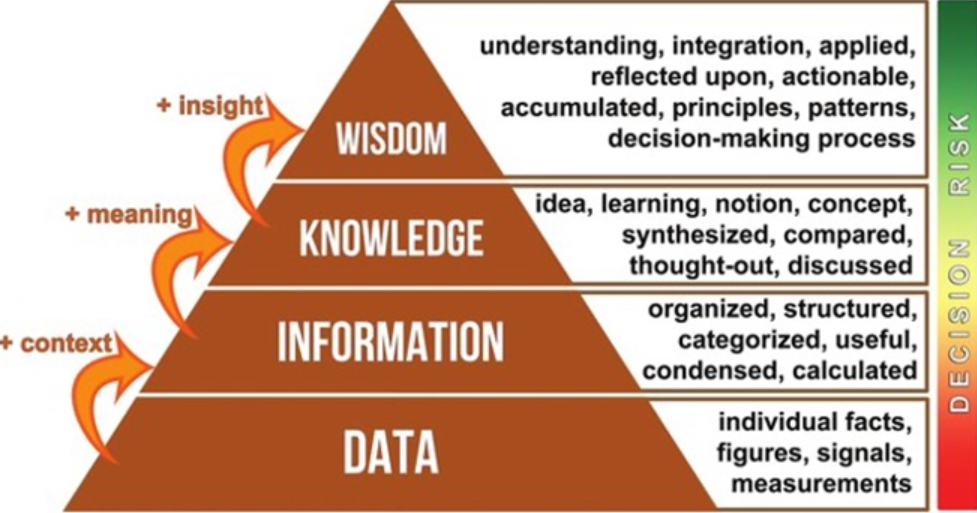 + insight
WISDOM
understanding, integration, applied,
reflected upon, actionable,
accumulated, principles, patterns,
decision-making process
+ meaning
KNOWLEDGE
idea, learning, notion, concept,
synthesized, compared,
thought-out, discussed
+ context
INFORMATION
organized, structured,
categorized, useful,
condensed, calculated
DATA
individual facts,
figures, signals,
measurements
DECISION RISK